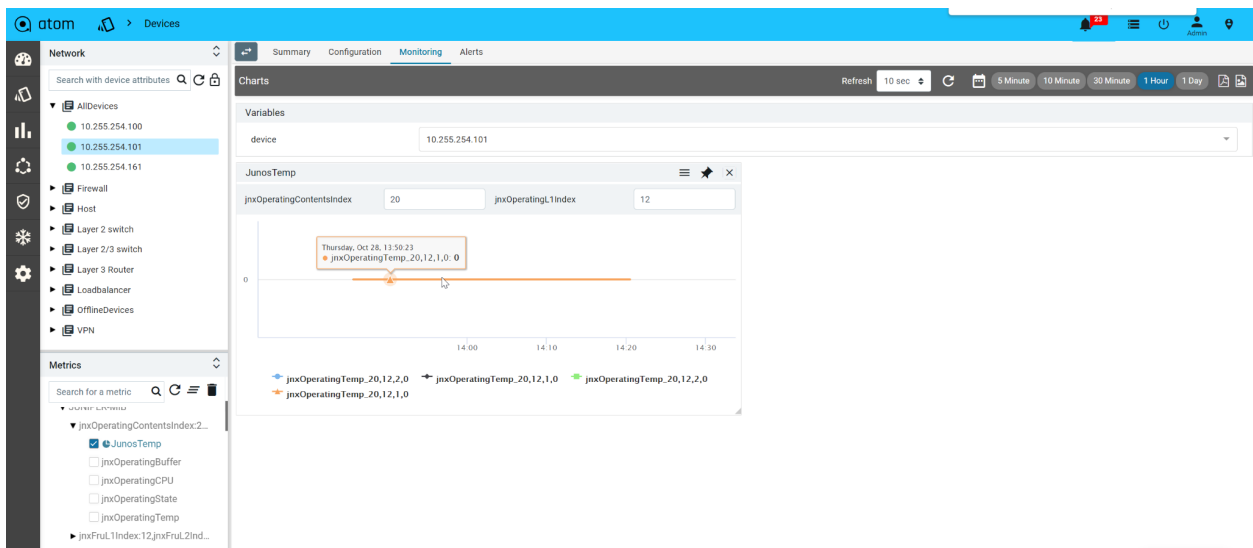 atom > Devices
23
Admin
Network
Search with device attributes
AllDevices
10.255.254.100
10.255.254.101
10.255.254.161
Firewall
Host
Layer 2 switch
Layer 2/3 switch
Layer 3 Router
Loadbalancer
OfflineDevices
VPN
Metrics
Search for a metric
JUNIPER-MIB
jnxOperatingContentsIndex:2...
JunosTemp
jnxOperatingBuffer
jnxOperatingCPU
jnxOperatingState
jnxOperatingTemp
jnxFruL1Index:12,jnxFruL2Ind...
Summary Configuration Monitoring Alerts
Charts Refresh 10 sec 5 Minute 10 Minute 30 Minute 1 Hour 1 Day
Variables
device 10.255.254.101
JunosTemp
jnxOperatingContentsIndex 20 jnxOperatingL1Index 12
Thursday, Oct 28, 13:50:23
jnxOperatingTemp_20,12,1,0: 0
0
14:00 14:10 14:20 14:30
jnxOperatingTemp_20,12,2,0 jnxOperatingTemp_20,12,1,0 jnxOperatingTemp_20,12,2,0
jnxOperatingTemp_20,12,1,0